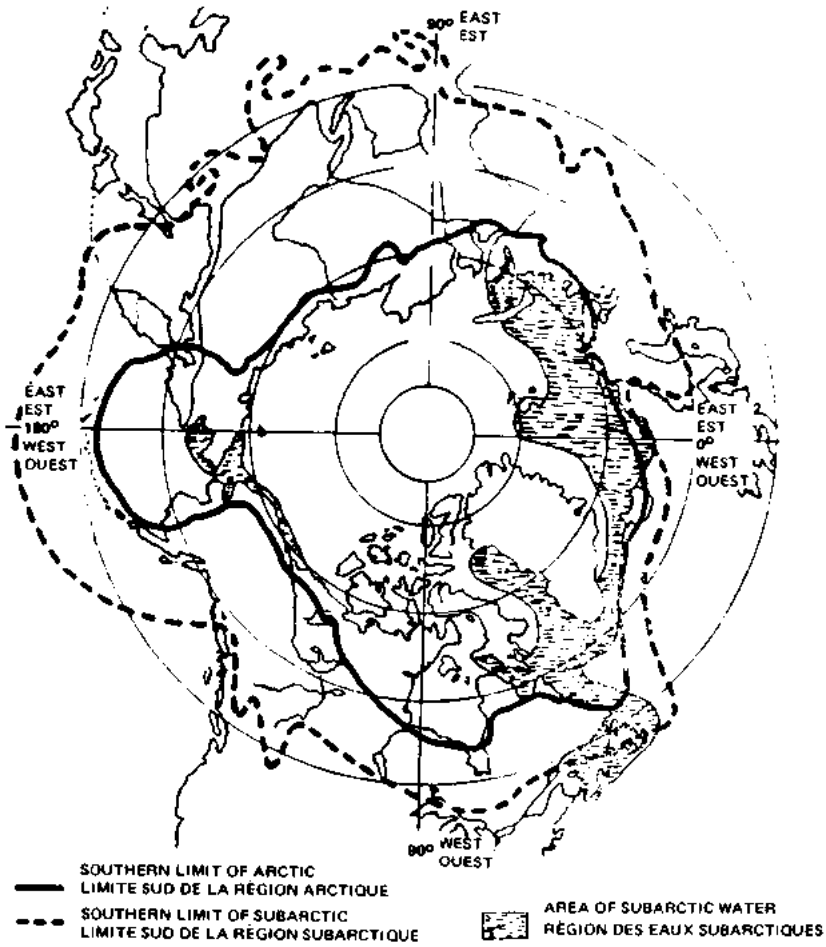 90° EAST
EST
EAST
EST
180°
WEST
OUEST
EAST
EST
0°
WEST
OUEST
90° WEST
OUEST
SOUTHERN LIMIT OF ARCTIC
LIMITE SUD DE LA RÉGION ARCTIQUE
SOUTHERN LIMIT OF SUBARCTIC
LIMITE SUD DE LA RÉGION SUBARCTIQUE
AREA OF SUBARCTIC WATER
RÉGION DES EAUX SUBARCTIQUES